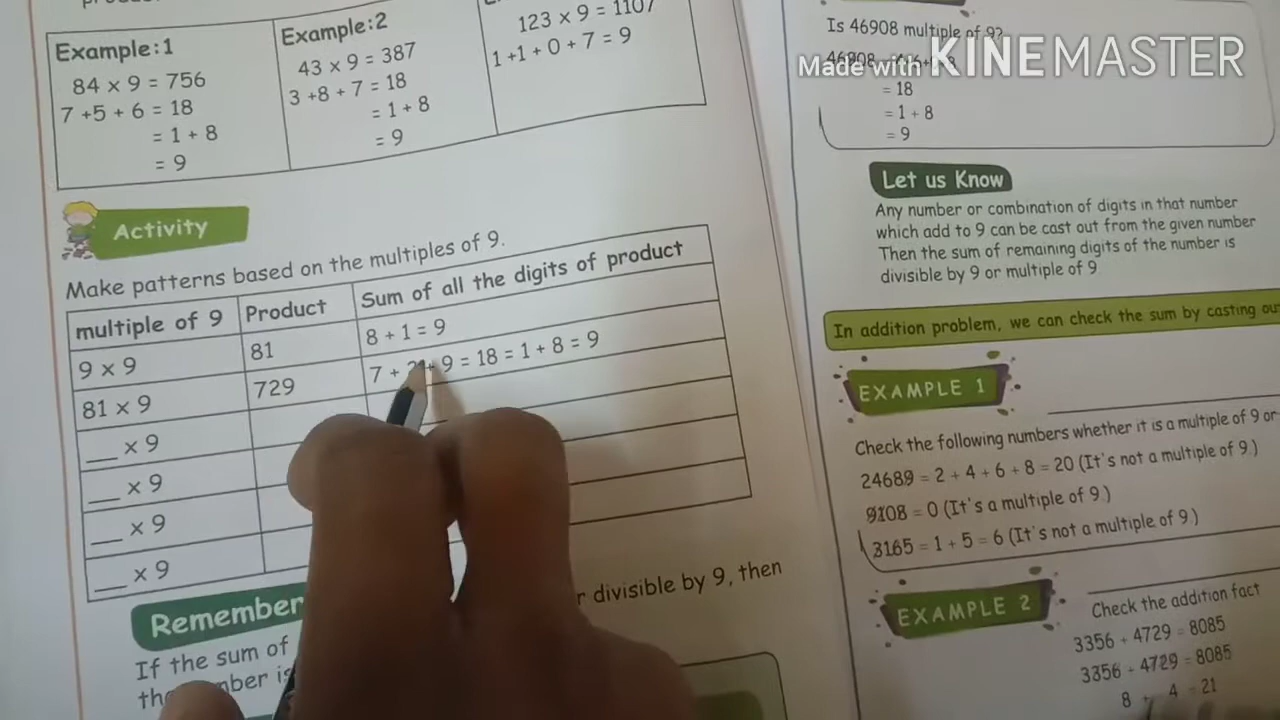 Example:1
84 x 9 = 756
7 +5 + 6 = 18
= 1 + 8
= 9
Example:2
43 x 9 = 387
3 +8 + 7 = 18
= 1 + 8
= 9
123 x 9 = 1107
1 +1 + 0 + 7 = 9
Activity
Make patterns based on the multiples of 9.
multiple of 9 Product Sum of all the digits of product
9 x 9 81 8 + 1 = 9
81 x 9 729 7 + + 9 = 18 = 1 + 8 = 9
__ x 9
__ x 9
__ x 9
__ x 9
Remember
If the sum of
divisible by 9, then
Is 46908 multiple of 9?
Made with KINEMASTER
= 18
= 1 + 8
= 9
Let us Know
Any number or combination of digits in that number
which add to 9 can be cast out from the given number
Then the sum of remaining digits of the number is
divisible by 9 or multiple of 9
In addition problem, we can check the sum by casting
EXAMPLE 1
Check the following numbers whether it is a multiple of 9 or
24689 = 2 + 4 + 6 + 8 = 20 (It's not a multiple of 9.)
9108 = 0 (It's a multiple of 9.)
3165 = 1 + 5 = 6 (It's not a multiple of 9.)
EXAMPLE 2
Check the addition fact
3356 + 4729 = 8085
3356 + 4729 = 8085
8 + 4 = 21